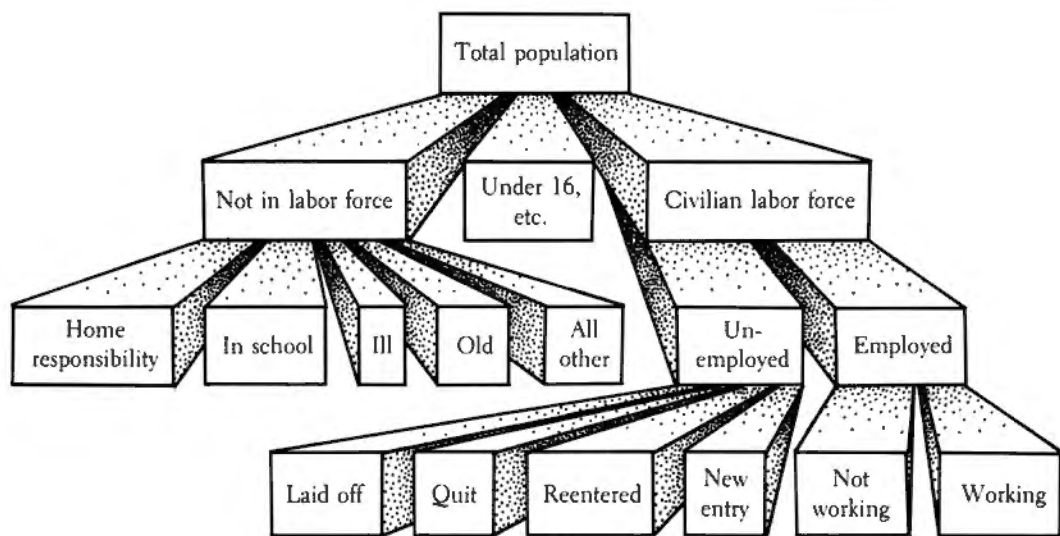 Total population
Not in labor force
Under 16,
etc.
Civilian labor force
Home
responsibility
In school
Ill
Old
All
other
Un-
employed
Employed
Laid off
Quit
Reentered
New
entry
Not
working
Working